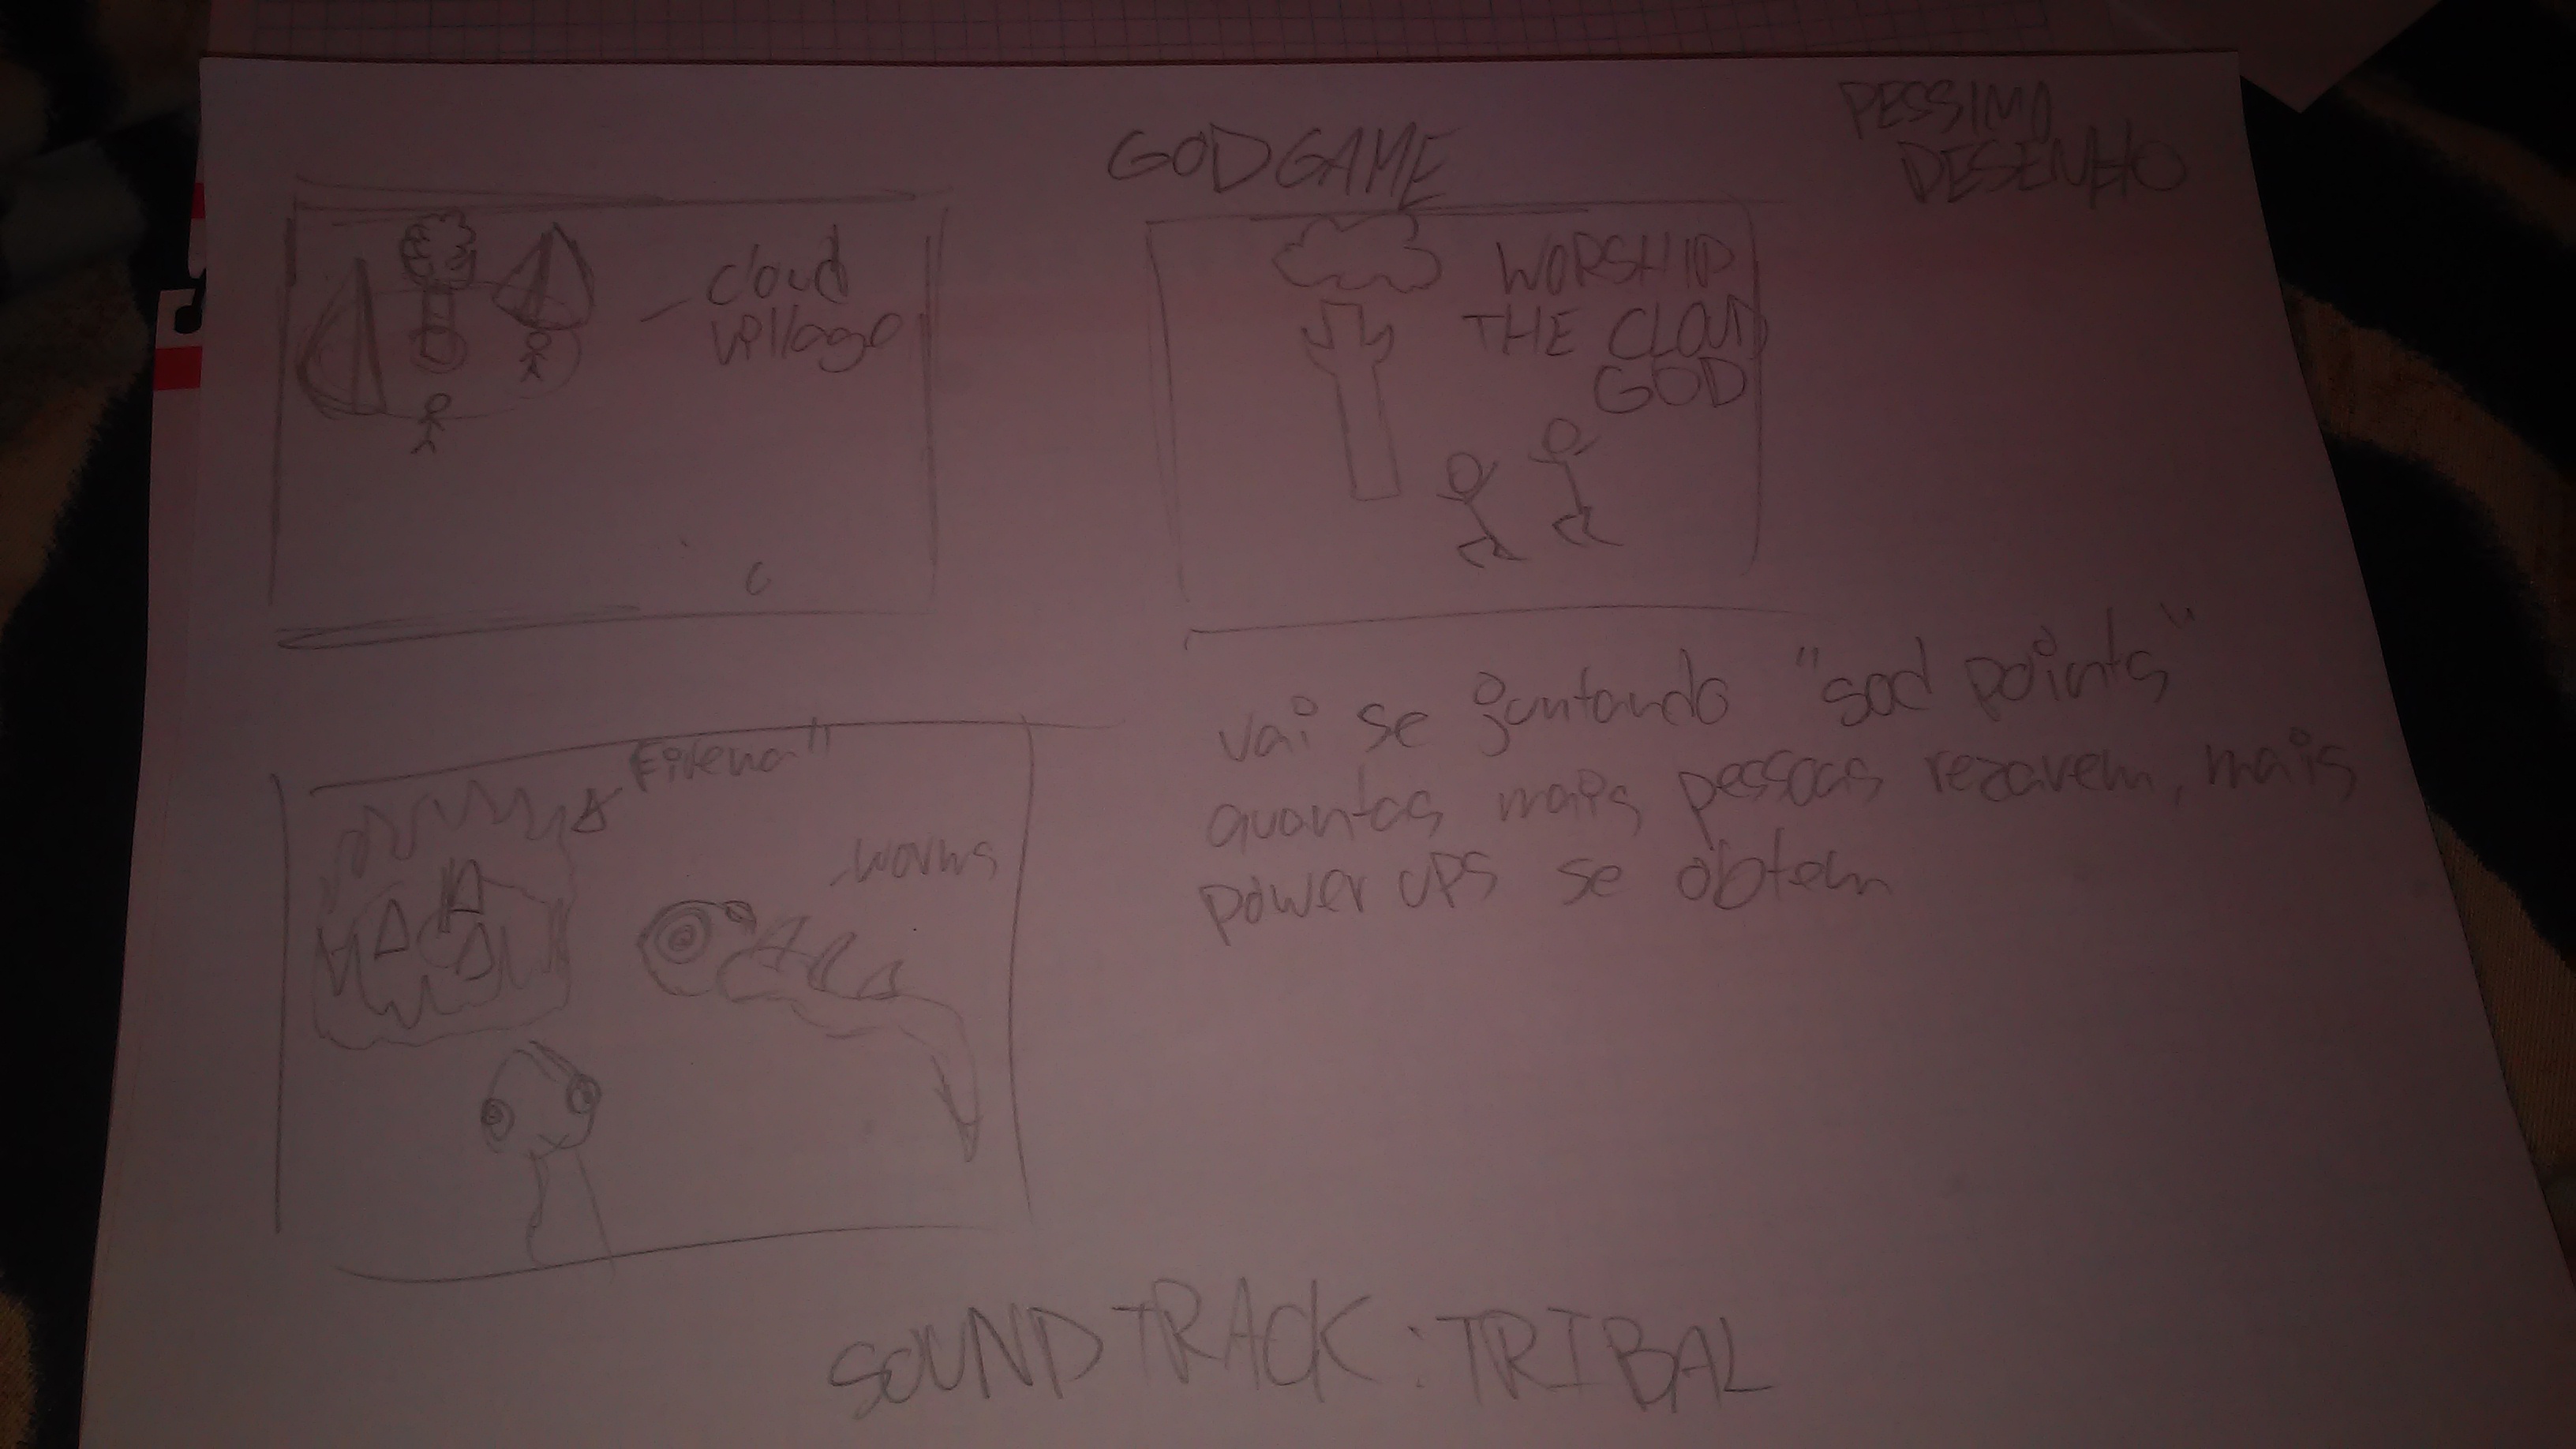 GOD GAME
PESSIMO
DESENHO
cloud
village
WORSHIP
THE CLOUD
GOD
vai se juntando "god points"
quantas mais pessoas rezarem, mais
power ups se obtem
worms
SOUND TRACK: TRIBAL